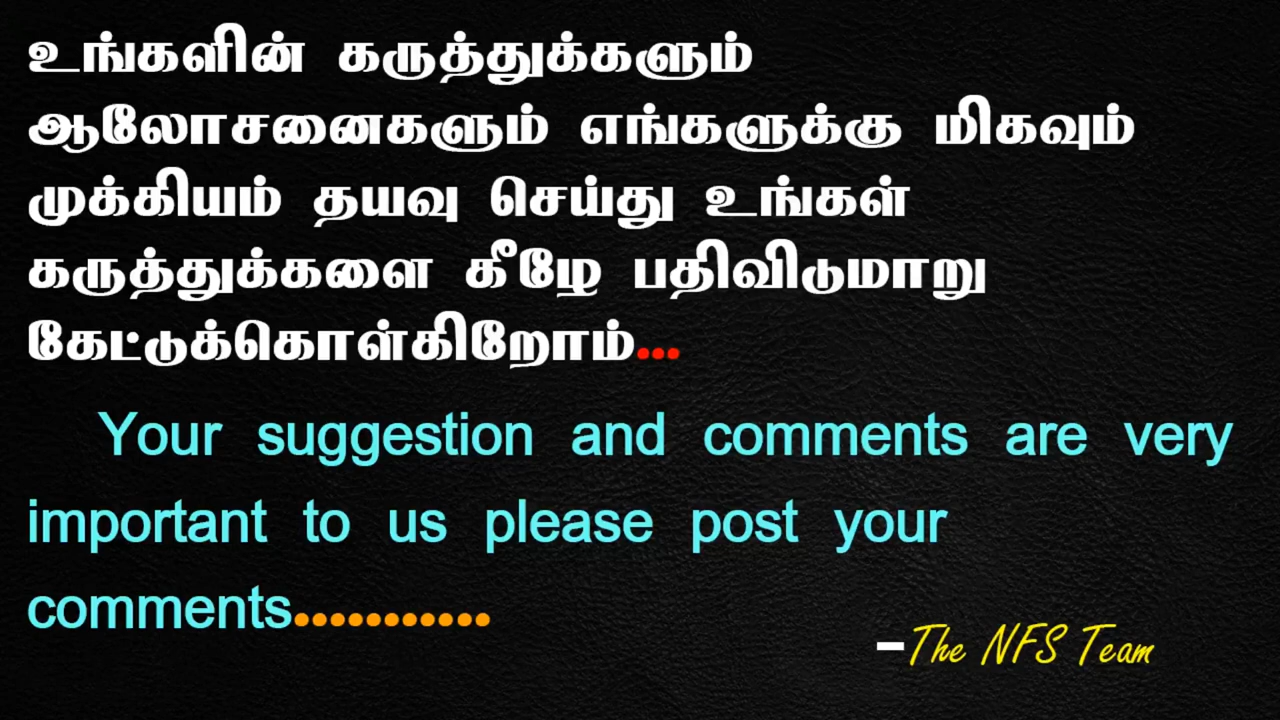 உங்களின் கருத்துக்களும்
ஆலோசனைகளும் எங்களுக்கு மிகவும்
முக்கியம் தயவு செய்து உங்கள்
கருத்துக்களை கீழே பதிவிடுமாறு
கேட்டுக்கொள்கிறோம்...
Your suggestion and comments are very
important to us please post your
comments...........
-The NFS Team